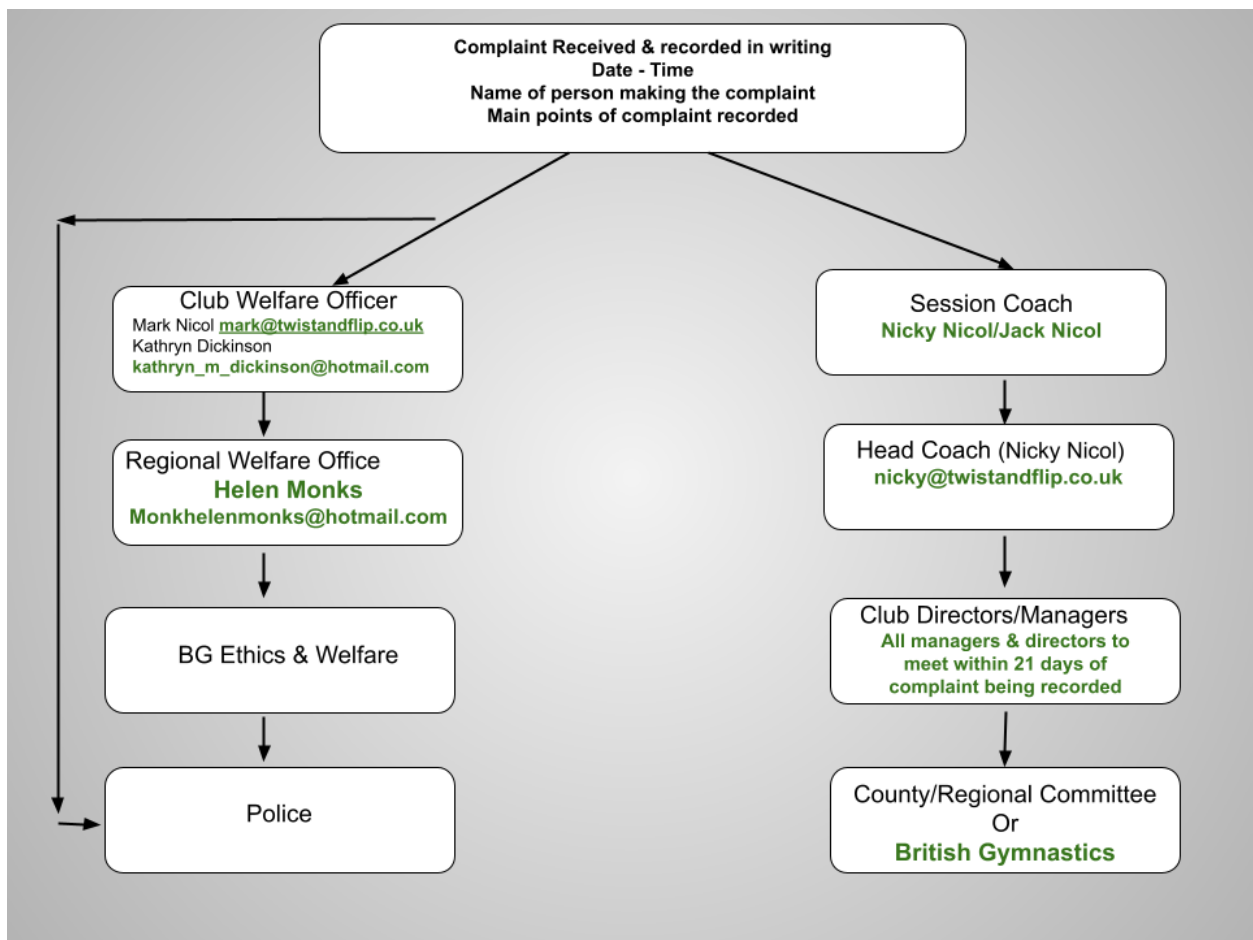 Complaint Received & recorded in writing
Date - Time
Name of person making the complaint
Main points of complaint recorded
Club Welfare Officer
Mark Nicol mark@twistandflip.co.uk
Kathryn Dickinson
kathryn_m_dickinson@hotmail.com
Regional Welfare Office
Helen Monks
Monkhelenmonks@hotmail.com
BG Ethics & Welfare
Police
Session Coach
Nicky Nicol/Jack Nicol
Head Coach (Nicky Nicol)
nicky@twistandflip.co.uk
Club Directors/Managers
All managers & directors to
meet within 21 days of
complaint being recorded
County/Regional Committee
Or
British Gymnastics